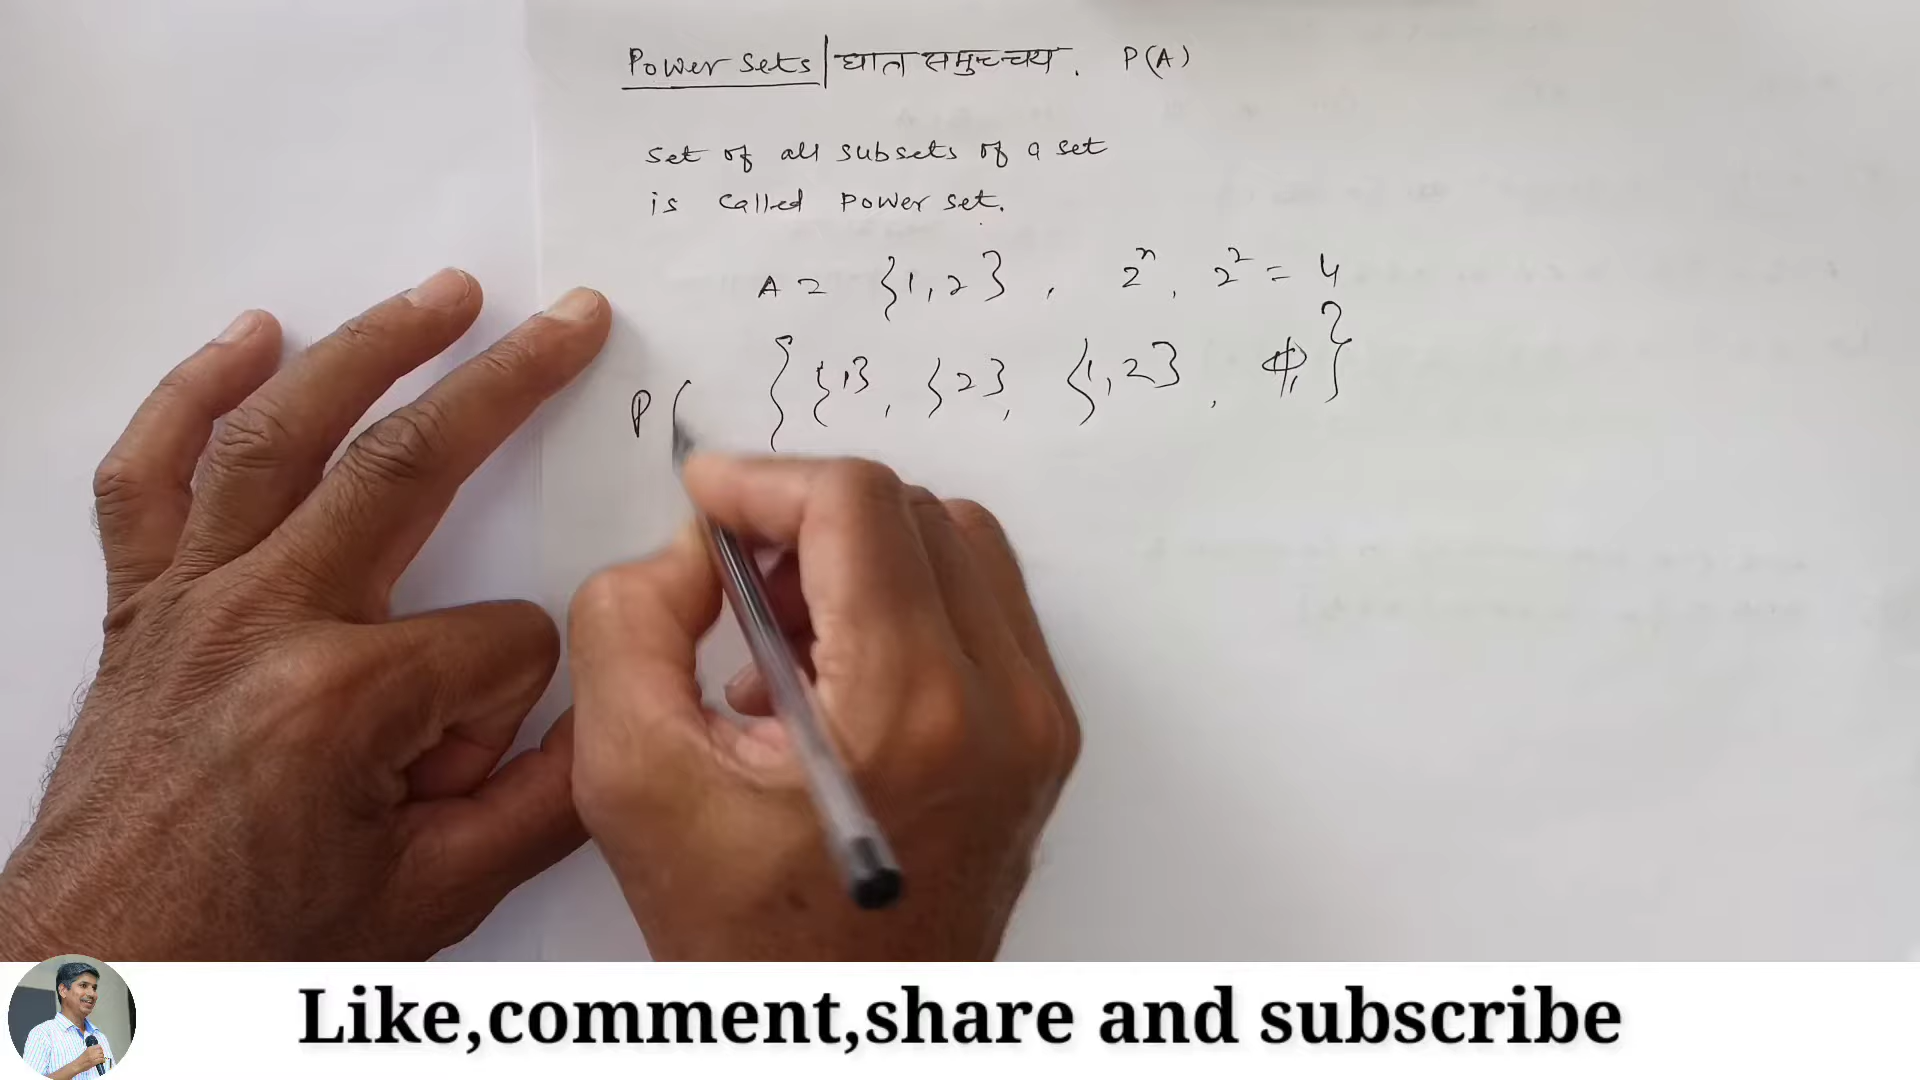 Power sets | घात समुच्चय. P(A)
set of all subsets of a set
is called power set.
A = {1,2}, 2ⁿ, 2² = 4
P( {{1}, {2}, {1,2}, ϕ}
Like,comment,share and subscribe